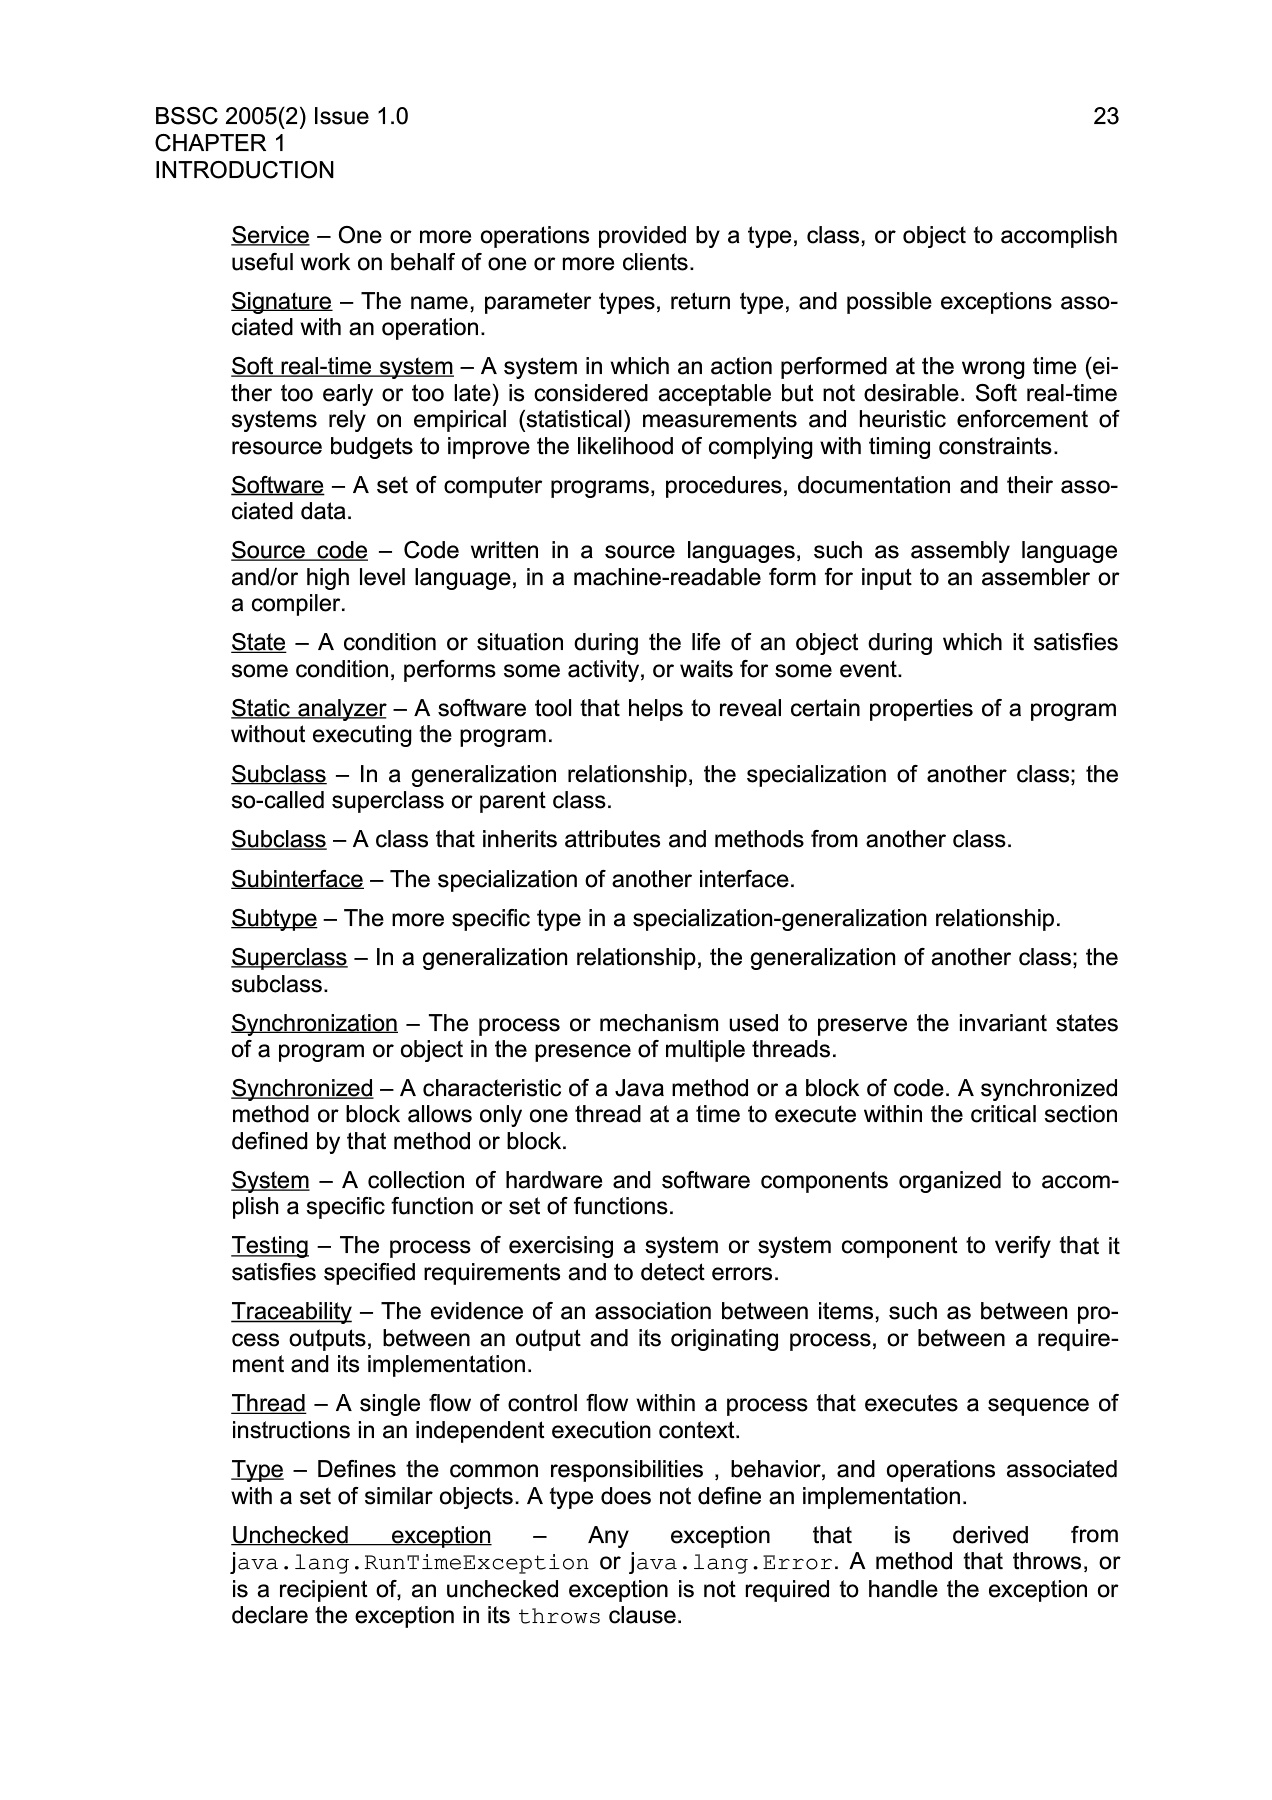 BSSC 2005(2) Issue 1.0 23
CHAPTER 1
INTRODUCTION
Service – One or more operations provided by a type, class, or object to accomplish
useful work on behalf of one or more clients.
Signature – The name, parameter types, return type, and possible exceptions asso-
ciated with an operation.
Soft real-time system – A system in which an action performed at the wrong time (ei-
ther too early or too late) is considered acceptable but not desirable. Soft real-time
systems rely on empirical (statistical) measurements and heuristic enforcement of
resource budgets to improve the likelihood of complying with timing constraints.
Software – A set of computer programs, procedures, documentation and their asso-
ciated data.
Source code – Code written in a source languages, such as assembly language
and/or high level language, in a machine-readable form for input to an assembler or
a compiler.
State – A condition or situation during the life of an object during which it satisfies
some condition, performs some activity, or waits for some event.
Static analyzer – A software tool that helps to reveal certain properties of a program
without executing the program.
Subclass – In a generalization relationship, the specialization of another class; the
so-called superclass or parent class.
Subclass – A class that inherits attributes and methods from another class.
Subinterface – The specialization of another interface.
Subtype – The more specific type in a specialization-generalization relationship.
Superclass – In a generalization relationship, the generalization of another class; the
subclass.
Synchronization – The process or mechanism used to preserve the invariant states
of a program or object in the presence of multiple threads.
Synchronized – A characteristic of a Java method or a block of code. A synchronized
method or block allows only one thread at a time to execute within the critical section
defined by that method or block.
System – A collection of hardware and software components organized to accom-
plish a specific function or set of functions.
Testing – The process of exercising a system or system component to verify that it
satisfies specified requirements and to detect errors.
Traceability – The evidence of an association between items, such as between pro-
cess outputs, between an output and its originating process, or between a require-
ment and its implementation.
Thread – A single flow of control flow within a process that executes a sequence of
instructions in an independent execution context.
Type – Defines the common responsibilities , behavior, and operations associated
with a set of similar objects. A type does not define an implementation.
Unchecked exception – Any exception that is derived from
java.lang.RunTimeException or java.lang.Error. A method that throws, or
is a recipient of, an unchecked exception is not required to handle the exception or
declare the exception in its throws clause.